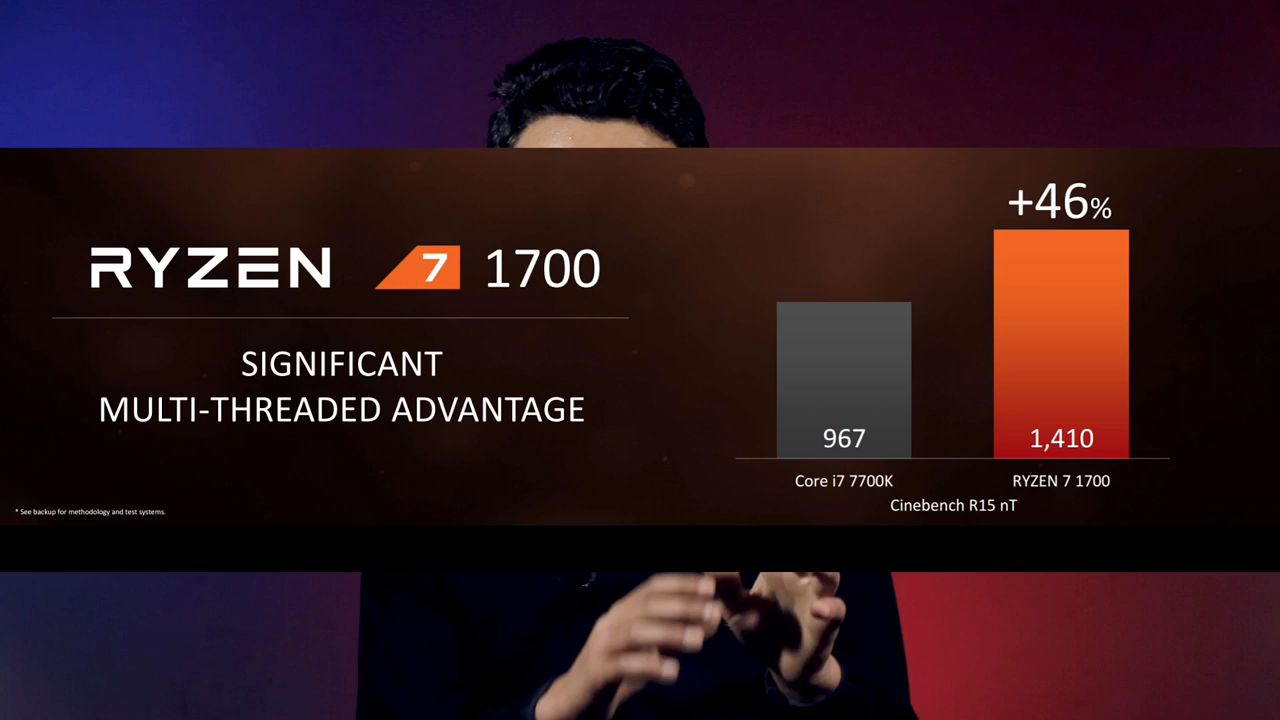 RYZEN 7 1700
SIGNIFICANT
MULTI-THREADED ADVANTAGE
* See backup for methodology and test systems.
+46%
967
1,410
Core i7 7700K
RYZEN 7 1700
Cinebench R15 nT